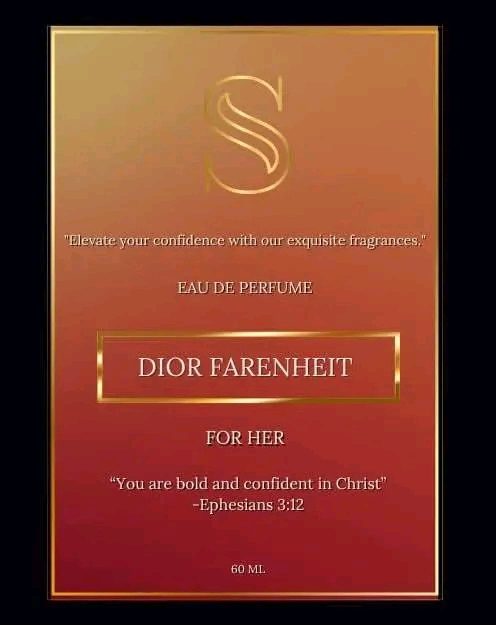 S
"Elevate your confidence with our exquisite fragrances."
EAU DE PERFUME
DIOR FARENHEIT
FOR HER
“You are bold and confident in Christ”
-Ephesians 3:12
60 ML